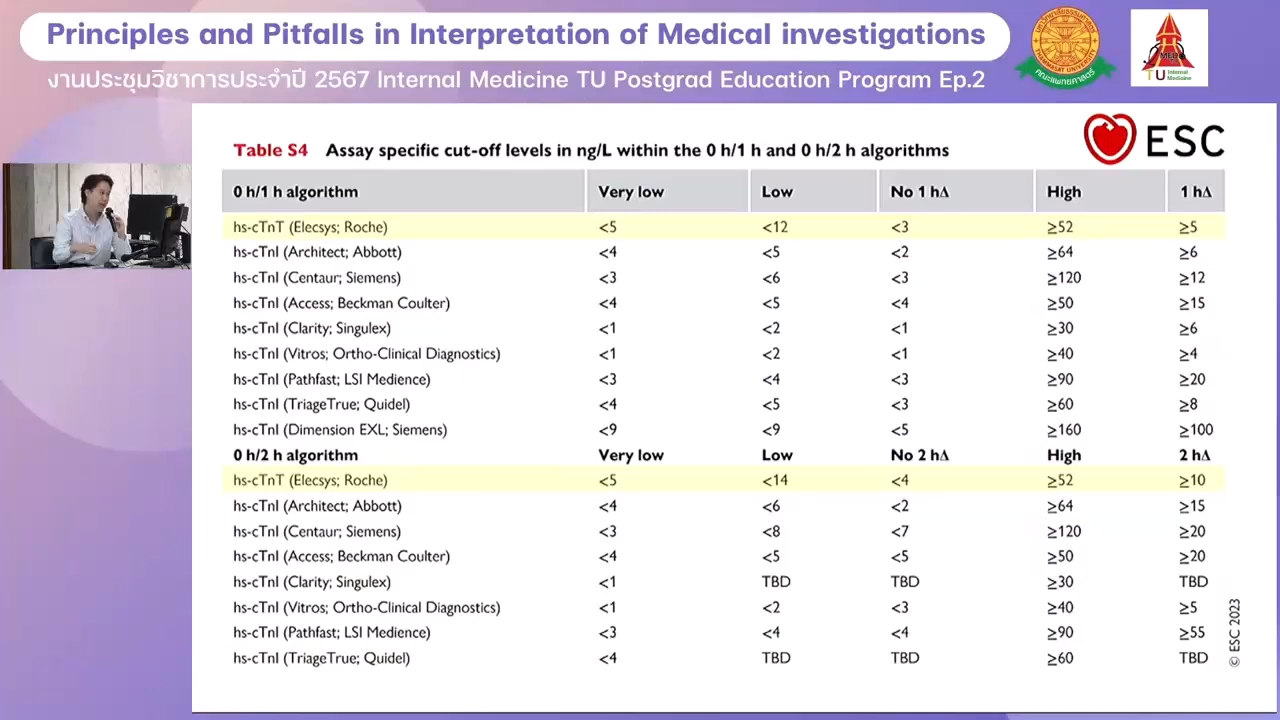 Principles and Pitfalls in Interpretation of Medical investigations
งานประชุมวิชาการประจำปี 2567 Internal Medicine TU Postgrad Education Program Ep.2
MED
TU Internal Medicine
ESC
Table S4 Assay specific cut-off levels in ng/L within the 0 h/1 h and 0 h/2 h algorithms
0 h/1 h algorithm Very low Low No 1 hΔ High 1 hΔ
hs-cTnT (Elecsys; Roche) <5 <12 <3 ≥52 ≥5
hs-cTnI (Architect; Abbott) <4 <5 <2 ≥64 ≥6
hs-cTnI (Centaur; Siemens) <3 <6 <3 ≥120 ≥12
hs-cTnI (Access; Beckman Coulter) <4 <5 <4 ≥50 ≥15
hs-cTnI (Clarity; Singulex) <1 <2 <1 ≥30 ≥6
hs-cTnI (Vitros; Ortho-Clinical Diagnostics) <1 <2 <1 ≥40 ≥4
hs-cTnI (Pathfast; LSI Medience) <3 <4 <3 ≥90 ≥20
hs-cTnI (TriageTrue; Quidel) <4 <5 <3 ≥60 ≥8
hs-cTnI (Dimension EXL; Siemens) <9 <9 <5 ≥160 ≥100
0 h/2 h algorithm Very low Low No 2 hΔ High 2 hΔ
hs-cTnT (Elecsys; Roche) <5 <14 <4 ≥52 ≥10
hs-cTnI (Architect; Abbott) <4 <6 <2 ≥64 ≥15
hs-cTnI (Centaur; Siemens) <3 <8 <7 ≥120 ≥20
hs-cTnI (Access; Beckman Coulter) <4 <5 <5 ≥50 ≥20
hs-cTnI (Clarity; Singulex) <1 TBD TBD ≥30 TBD
hs-cTnI (Vitros; Ortho-Clinical Diagnostics) <1 <2 <3 ≥40 ≥5
hs-cTnI (Pathfast; LSI Medience) <3 <4 <4 ≥90 ≥55
hs-cTnI (TriageTrue; Quidel) <4 TBD TBD ≥60 TBD
© ESC 2023